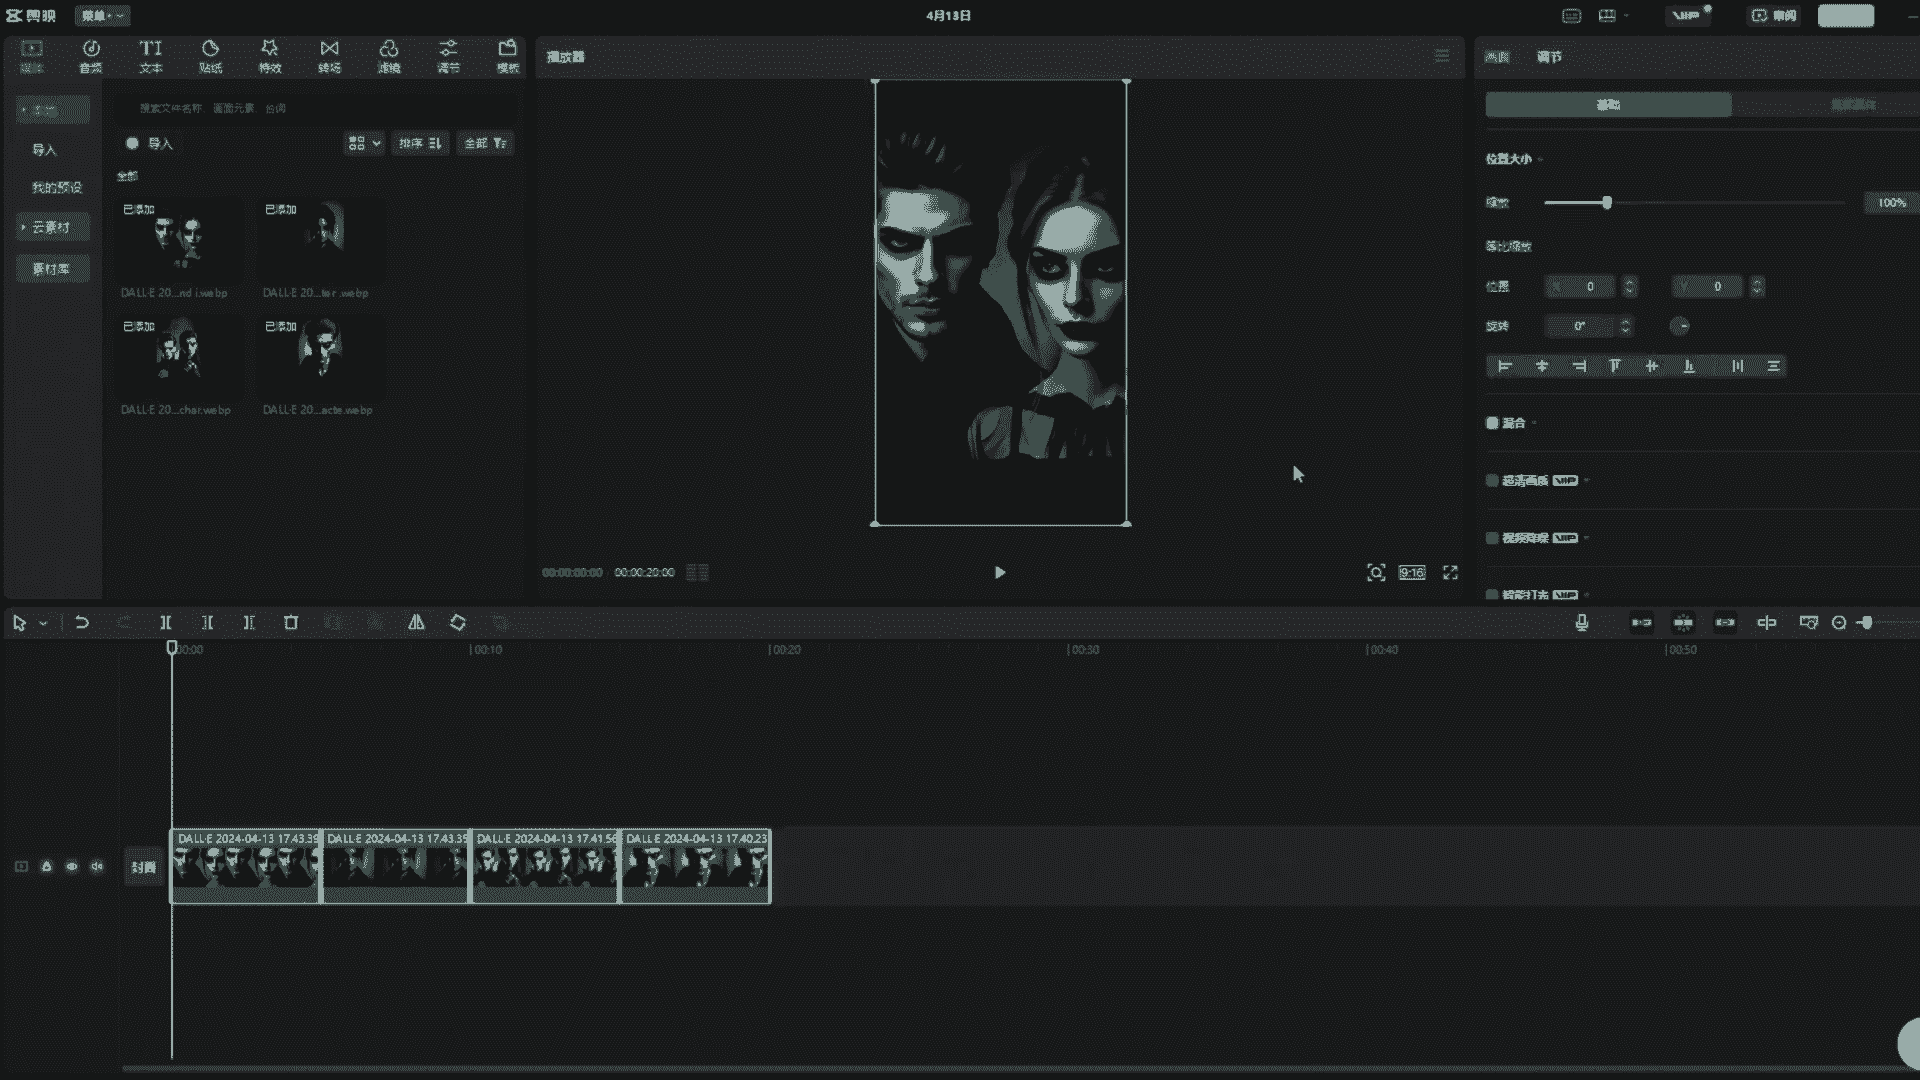 剪映
菜单
4月13日
VIP
审阅
媒体
音频
文本
贴纸
特效
转场
滤镜
调节
模板
播放器
画面
调节
基础
搜索文件名称、画面元素、台词
导入
导入
排序
全部
我的预设
全部
云素材
素材库
已添加
已添加
DALL·E 20...nd i.webp
DALL·E 20...ter .webp
已添加
已添加
DALL·E 20...char.webp
DALL·E 20...acte.webp
位置大小
缩放
100%
等比缩放
位置
X 0
Y 0
旋转
0°
混合
超清画质 VIP
视频降噪 VIP
智能打光 VIP
00:00:00:00
00:00:20:00
9:16
00:00
00:10
00:20
00:30
00:40
00:50
封面
DALL·E 2024-04-13 17.43.39
DALL·E 2024-04-13 17.43.35
DALL·E 2024-04-13 17.41.56
DALL·E 2024-04-13 17.40.23